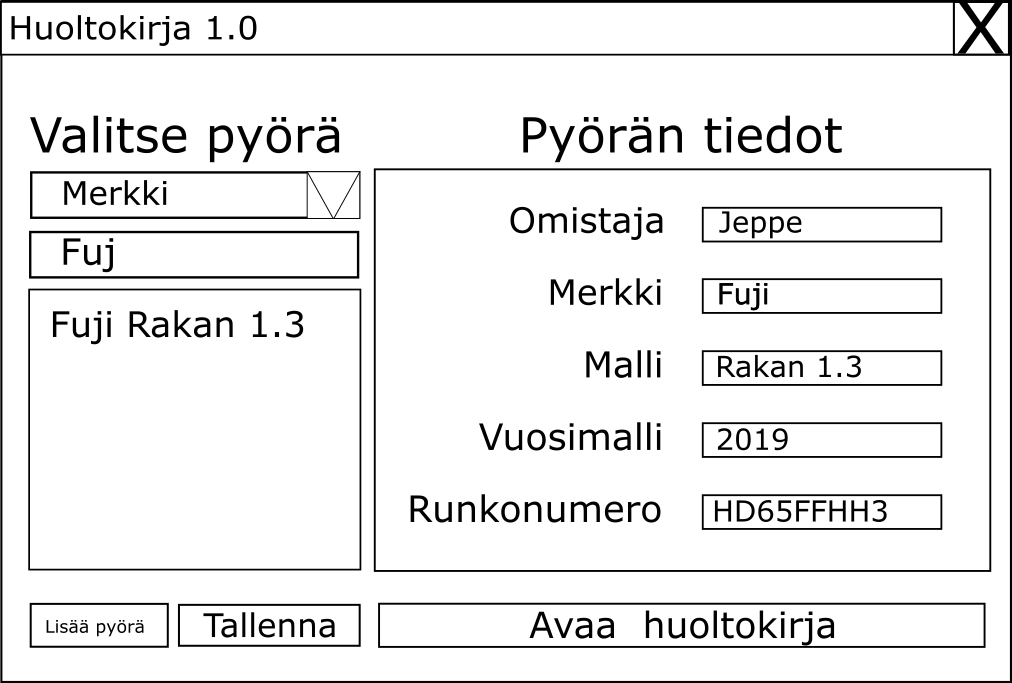 Huoltokirja 1.0
X
Valitse pyörä
Merkki
Fuj
Fuji Rakan 1.3
Pyörän tiedot
Omistaja Jeppe
Merkki Fuji
Malli Rakan 1.3
Vuosimalli 2019
Runkonumero HD65FFHH3
Lisää pyörä
Tallenna
Avaa huoltokirja